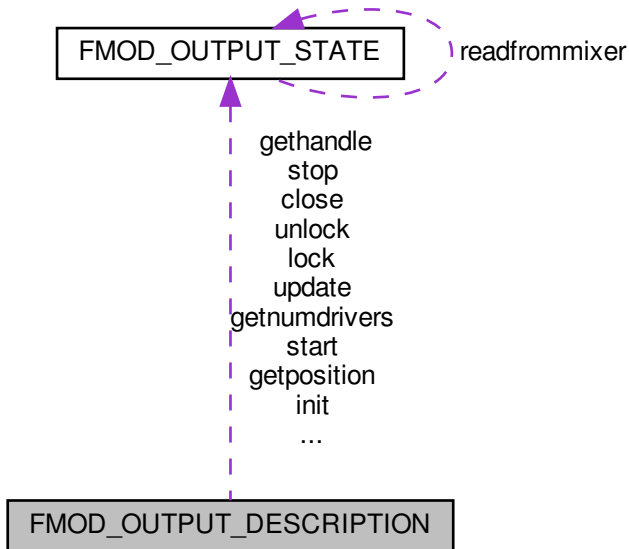 FMOD_OUTPUT_STATE
readfrommixer
gethandle
stop
close
unlock
lock
update
getnumdrivers
start
getposition
init
...
FMOD_OUTPUT_DESCRIPTION